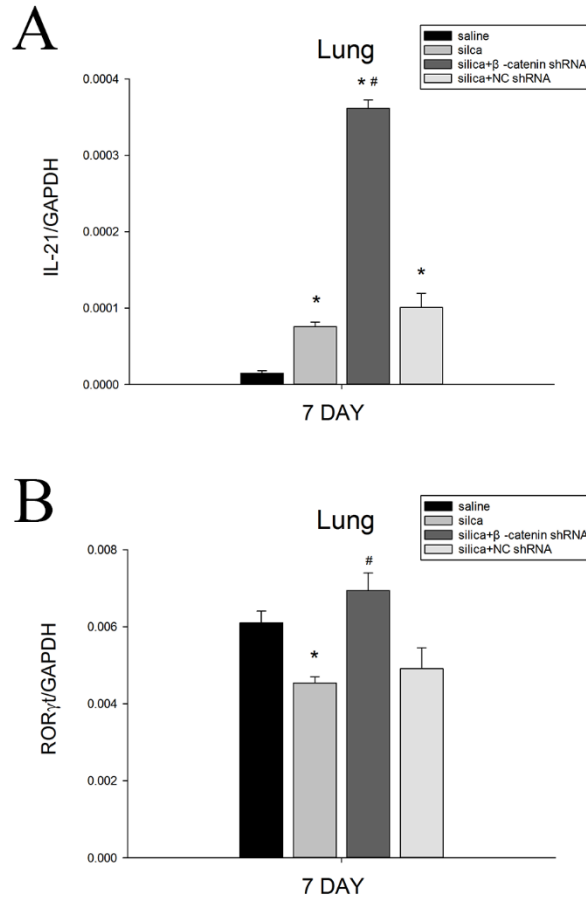 A
Lung
saline
silca
silica+β -catenin shRNA
silica+NC shRNA
IL-21/GAPDH
0.0004
0.0003
0.0002
0.0001
0.0000
*
* #
*
7 DAY
B
Lung
saline
silca
silica+β -catenin shRNA
silica+NC shRNA
RORγt/GAPDH
0.008
0.006
0.004
0.002
0.000
*
#
7 DAY